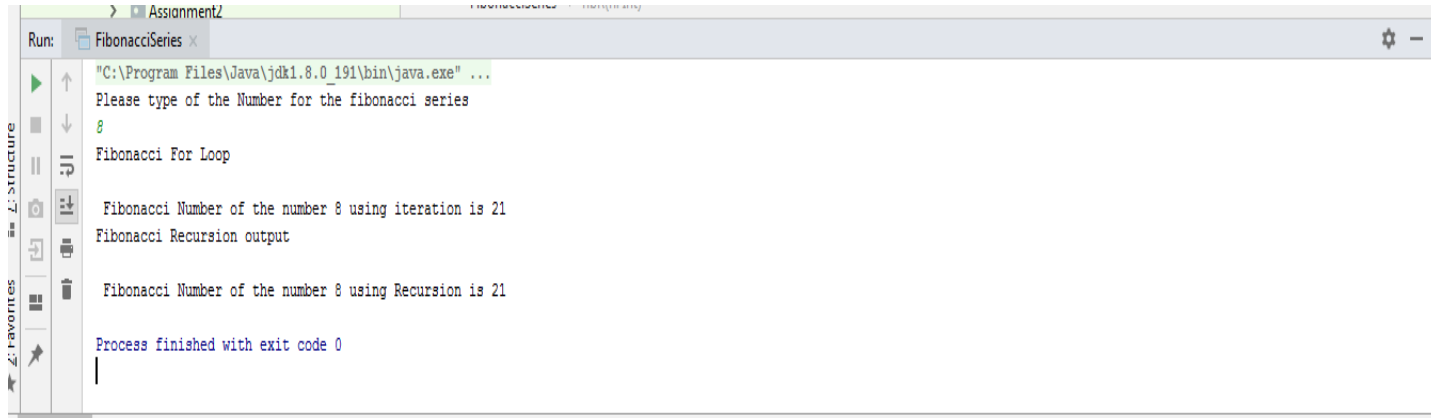 Assignment2
Run: FibonacciSeries
"C:\Program Files\Java\jdk1.8.0_191\bin\java.exe" ...
Please type of the Number for the fibonacci series
8
Fibonacci For Loop
Fibonacci Number of the number 8 using iteration is 21
Fibonacci Recursion output
Fibonacci Number of the number 8 using Recursion is 21
Process finished with exit code 0
Z: Structure
2: Favorites